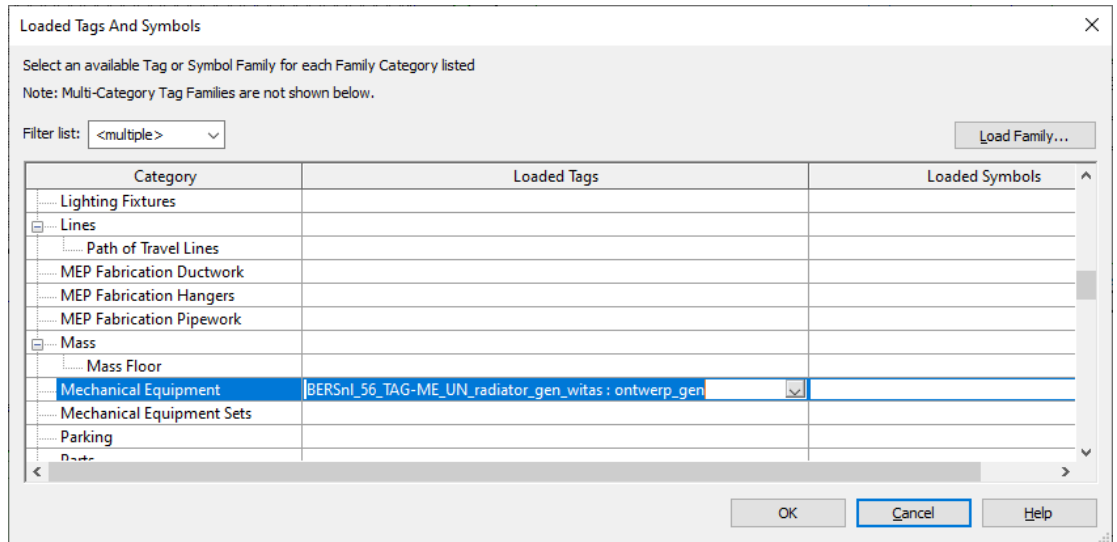 Loaded Tags And Symbols
Select an available Tag or Symbol Family for each Family Category listed
Note: Multi-Category Tag Families are not shown below.
Filter list: <multiple> Load Family...
Category Loaded Tags Loaded Symbols
Lighting Fixtures
Lines
Path of Travel Lines
MEP Fabrication Ductwork
MEP Fabrication Hangers
MEP Fabrication Pipework
Mass
Mass Floor
Mechanical Equipment BERSnl_56_TAG-ME_UN_radiator_gen_witas : ontwerp_gen
Mechanical Equipment Sets
Parking
Parts
OK Cancel Help